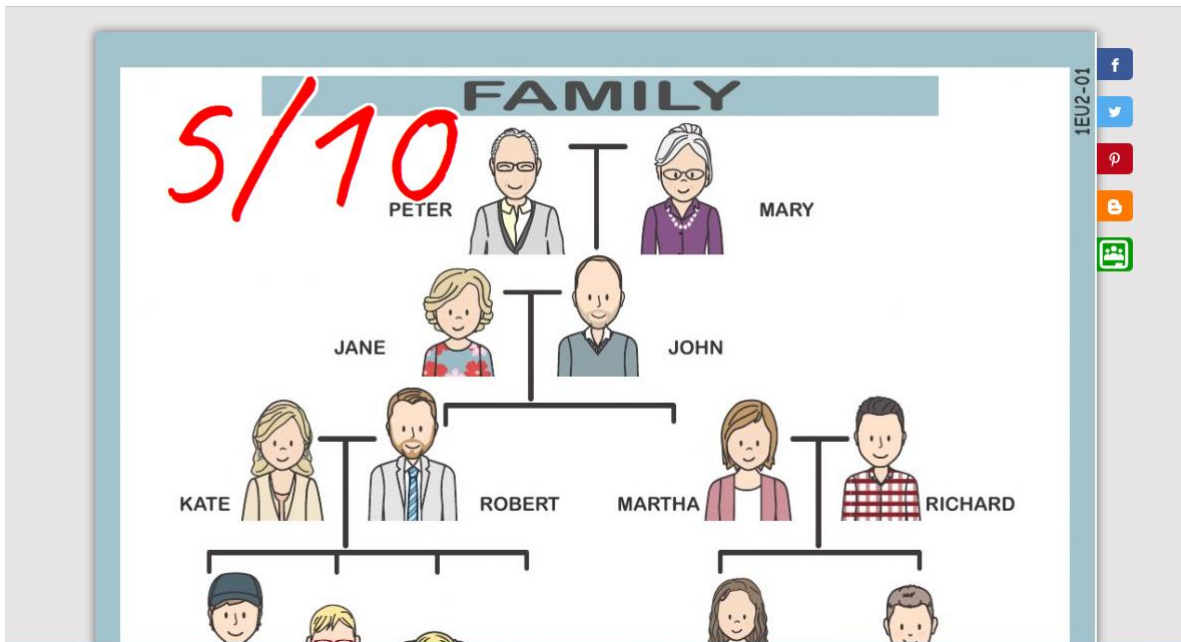 FAMILY
5/10
1EU2-01
PETER
MARY
JANE
JOHN
KATE
ROBERT
MARTHA
RICHARD